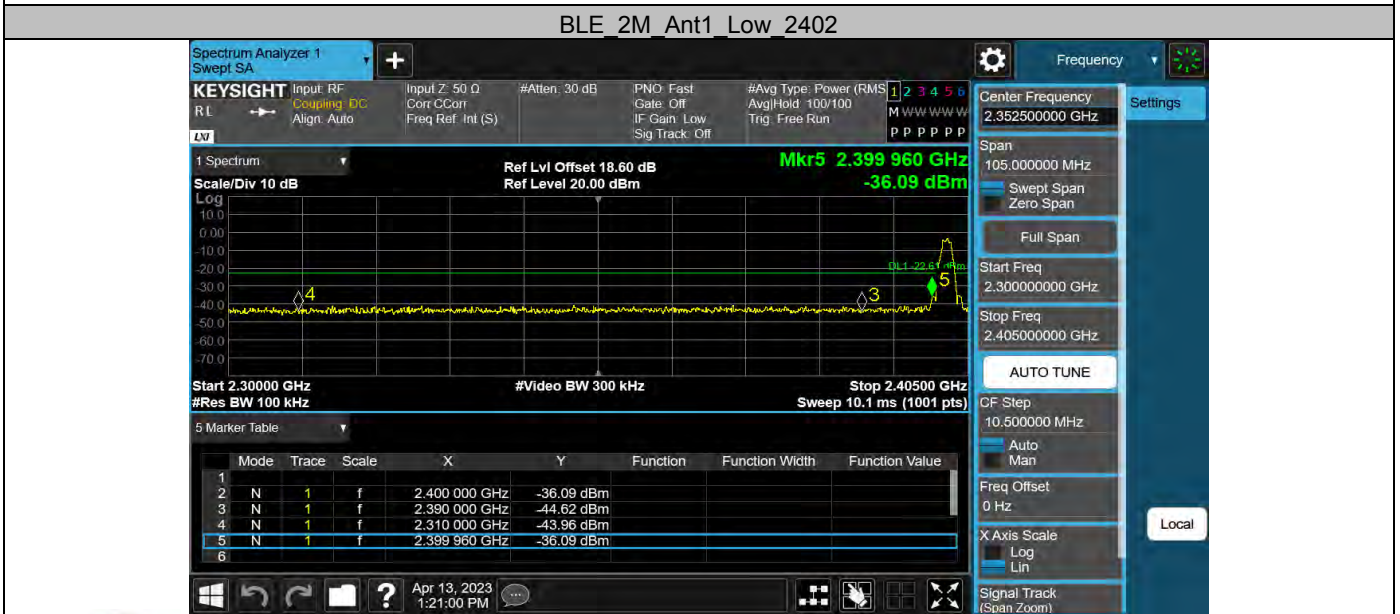 BLE_2M_Ant1_Low_2402
Spectrum Analyzer 1
Swept SA
+
Frequency
KEYSIGHT
RL
LXI
Input: RF
Coupling: DC
Align: Auto
Input Z: 50 Ω
Corr CCorr
Freq Ref: Int (S)
#Atten: 30 dB
PNO: Fast
Gate: Off
IF Gain: Low
Sig Track: Off
#Avg Type: Power (RMS
Avg|Hold: 100/100
Trig: Free Run
1 2 3 4 5 6
M W W W W W
P P P P P P
Center Frequency
2.352500000 GHz
Settings
Span
105.000000 MHz
Swept Span
Zero Span
Full Span
Start Freq
2.300000000 GHz
Stop Freq
2.405000000 GHz
AUTO TUNE
CF Step
10.500000 MHz
Auto
Man
Freq Offset
0 Hz
X Axis Scale
Log
Lin
Signal Track
(Span Zoom)
Local
1 Spectrum
Scale/Div 10 dB
Ref Lvl Offset 18.60 dB
Ref Level 20.00 dBm
Mkr5 2.399 960 GHz
-36.09 dBm
Log
10.0
0.00
-10.0
-20.0
-30.0
-40.0
-50.0
-60.0
-70.0
DL1 -22.61 dBm
4
3
5
Start 2.30000 GHz
#Res BW 100 kHz
#Video BW 300 kHz
Stop 2.40500 GHz
Sweep 10.1 ms (1001 pts)
5 Marker Table
Mode Trace Scale X Y Function Function Width Function Value
1
2 N 1 f 2.400 000 GHz -36.09 dBm
3 N 1 f 2.390 000 GHz -44.62 dBm
4 N 1 f 2.310 000 GHz -43.96 dBm
5 N 1 f 2.399 960 GHz -36.09 dBm
6
?
Apr 13, 2023
1:21:00 PM